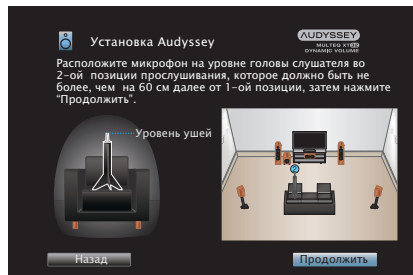 Установка Audyssey
AUDYSSEY
MULTEQ XT32
DYNAMIC VOLUME
Расположите микрофон на уровне головы слушателя во
2-ой позиции прослушивания, которое должно быть не
более, чем на 60 см далее от 1-ой позиции, затем нажмите
"Продолжить".
Уровень ушей
2
Назад
Продолжить